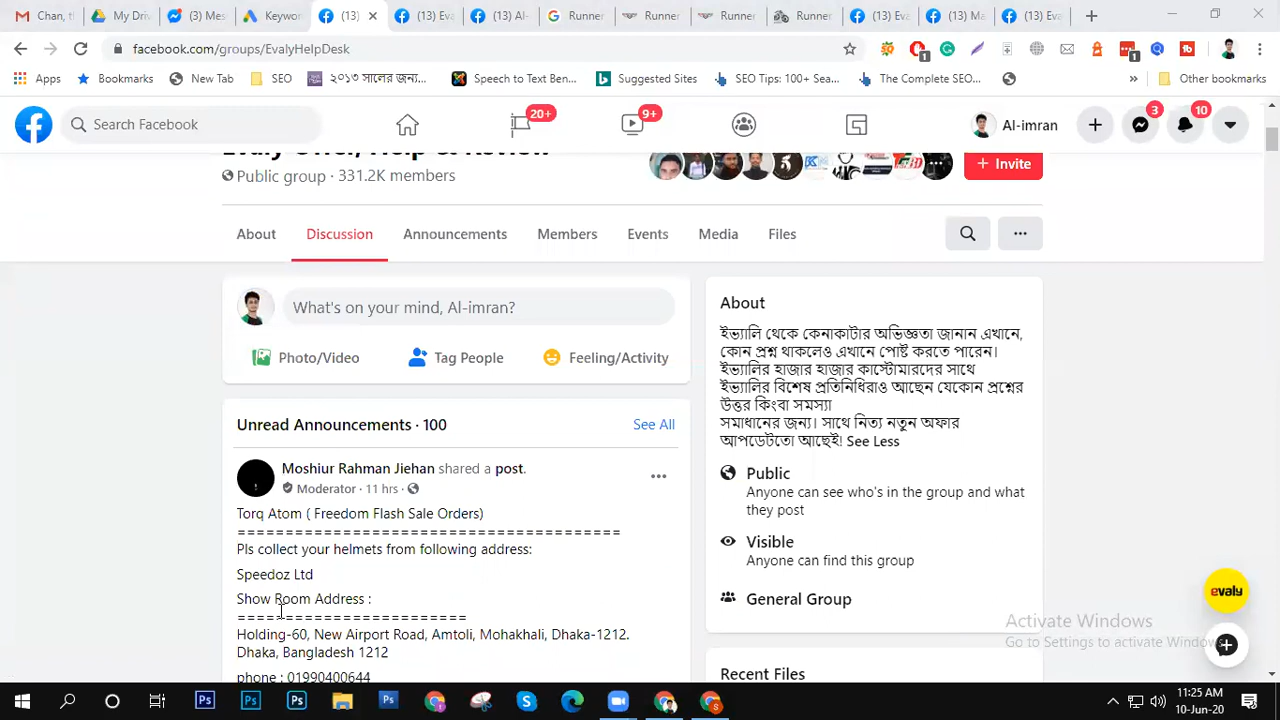 Chan, th
My Driv
(3) Mess
Keywor
(13)
(13) Eva
(13) Al-
Runner
Runner
Runner
Runner
(13) Eva
(13) Ma
(13) Eva
facebook.com/groups/EvalyHelpDesk
1
1
Apps
Bookmarks
New Tab
SEO
২০১৩ সালের জন্য...
Speech to Text Ben...
Suggested Sites
SEO Tips: 100+ Sea...
The Complete SEO...
Other bookmarks
Search Facebook
20+
9+
Al-imran
3
10
Evaly Offer, Help & Review
Public group · 331.2K members
+ Invite
About
Discussion
Announcements
Members
Events
Media
Files
What's on your mind, Al-imran?
Photo/Video
Tag People
Feeling/Activity
Unread Announcements · 100
See All
Moshiur Rahman Jiehan shared a post.
Moderator · 11 hrs ·
Torq Atom ( Freedom Flash Sale Orders)
========================================
Pls collect your helmets from following address:
Speedoz Ltd
Show Room Address :
========================
Holding-60, New Airport Road, Amtoli, Mohakhali, Dhaka-1212.
Dhaka, Bangladesh 1212
phone : 01990400644
About
ইভ্যালি থেকে কেনাকাটার অভিজ্ঞতা জানান এখানে,
কোন প্রশ্ন থাকলেও এখানে পোষ্ট করতে পারেন।
ইভ্যালির হাজার হাজার কাস্টোমারদের সাথে
ইভ্যালির বিশেষ প্রতিনিধিরাও আছেন যেকোন প্রশ্নের
উত্তর কিংবা সমস্যা
সমাধানের জন্য। সাথে নিত্য নতুন অফার
আপডেটতো আছেই! See Less
Public
Anyone can see who's in the group and what
they post
Visible
Anyone can find this group
General Group
Recent Files
evaly
Activate Windows
Go to Settings to activate Windows.
11:25 AM
10-Jun-20